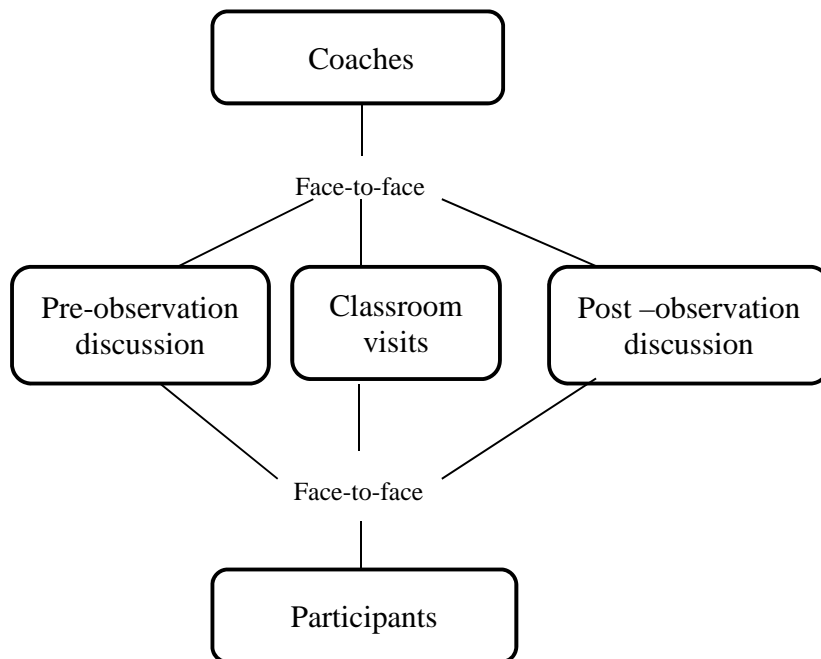 Coaches
Face-to-face
Pre-observation
discussion
Classroom
visits
Post –observation
discussion
Face-to-face
Participants